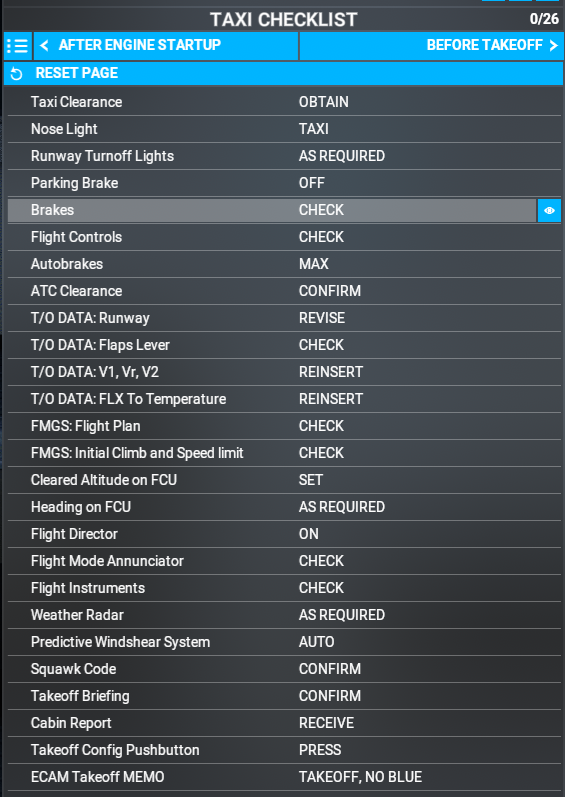 TAXI CHECKLIST 0/26
AFTER ENGINE STARTUP BEFORE TAKEOFF
RESET PAGE
Taxi Clearance OBTAIN
Nose Light TAXI
Runway Turnoff Lights AS REQUIRED
Parking Brake OFF
Brakes CHECK
Flight Controls CHECK
Autobrakes MAX
ATC Clearance CONFIRM
T/O DATA: Runway REVISE
T/O DATA: Flaps Lever CHECK
T/O DATA: V1, Vr, V2 REINSERT
T/O DATA: FLX To Temperature REINSERT
FMGS: Flight Plan CHECK
FMGS: Initial Climb and Speed limit CHECK
Cleared Altitude on FCU SET
Heading on FCU AS REQUIRED
Flight Director ON
Flight Mode Annunciator CHECK
Flight Instruments CHECK
Weather Radar AS REQUIRED
Predictive Windshear System AUTO
Squawk Code CONFIRM
Takeoff Briefing CONFIRM
Cabin Report RECEIVE
Takeoff Config Pushbutton PRESS
ECAM Takeoff MEMO TAKEOFF, NO BLUE